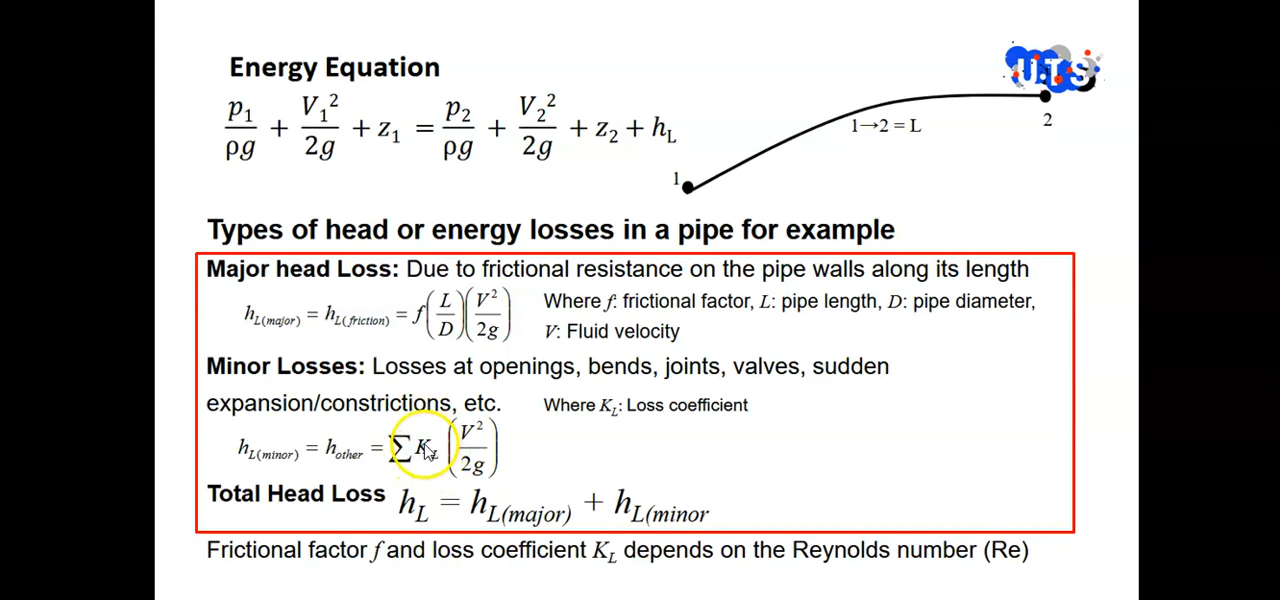 Energy Equation
UTS
p₁/ρg + V₁²/2g + z₁ = p₂/ρg + V₂²/2g + z₂ + h_L
1→2 = L
2
1
Types of head or energy losses in a pipe for example
Major head Loss: Due to frictional resistance on the pipe walls along its length
h_L(major) = h_L(friction) = f(L/D)(V²/2g) Where f: frictional factor, L: pipe length, D: pipe diameter,
V: Fluid velocity
Minor Losses: Losses at openings, bends, joints, valves, sudden
expansion/constrictions, etc. Where K_L: Loss coefficient
h_L(minor) = h_other = ∑ K_L (V²/2g)
Total Head Loss h_L = h_L(major) + h_L(minor
Frictional factor f and loss coefficient K_L depends on the Reynolds number (Re)